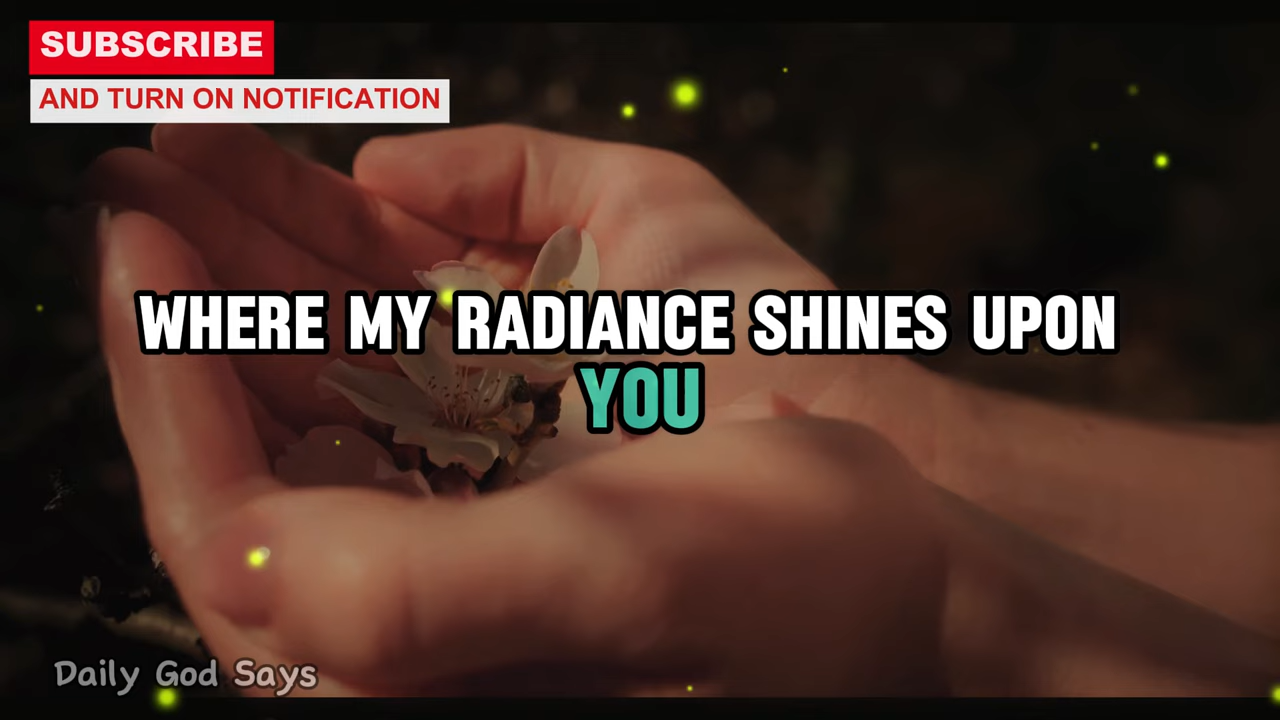 SUBSCRIBE
AND TURN ON NOTIFICATION
WHERE MY RADIANCE SHINES UPON
YOU
Daily God Says